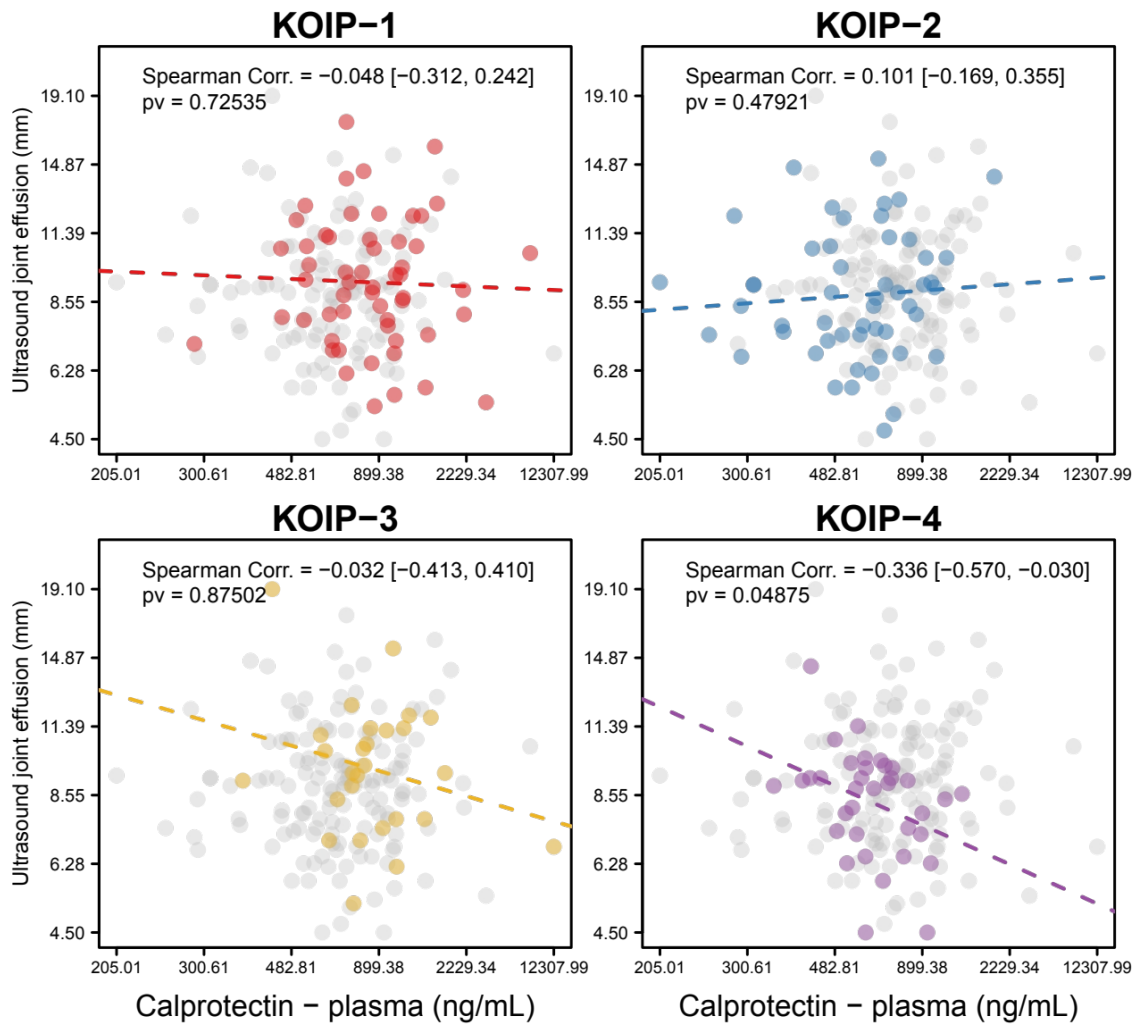 KOIP−1
Spearman Corr. = −0.048 [−0.312, 0.242]
pv = 0.72535
Ultrasound joint effusion (mm)
19.10
14.87
11.39
8.55
6.28
4.50
205.01 300.61 482.81 899.39 2229.34 12307.99
KOIP−2
Spearman Corr. = 0.101 [−0.169, 0.355]
pv = 0.47921
19.10
14.87
11.39
8.55
6.28
4.50
205.01 300.61 482.81 899.39 2229.34 12307.99
KOIP−3
Spearman Corr. = −0.032 [−0.413, 0.410]
pv = 0.87502
Ultrasound joint effusion (mm)
19.10
14.87
11.39
8.55
6.28
4.50
205.01 300.61 482.81 899.39 2229.34 12307.99
Calprotectin − plasma (ng/mL)
KOIP−4
Spearman Corr. = −0.336 [−0.570, −0.030]
pv = 0.04875
19.10
14.87
11.39
8.55
6.28
4.50
205.01 300.61 482.81 899.39 2229.34 12307.99
Calprotectin − plasma (ng/mL)